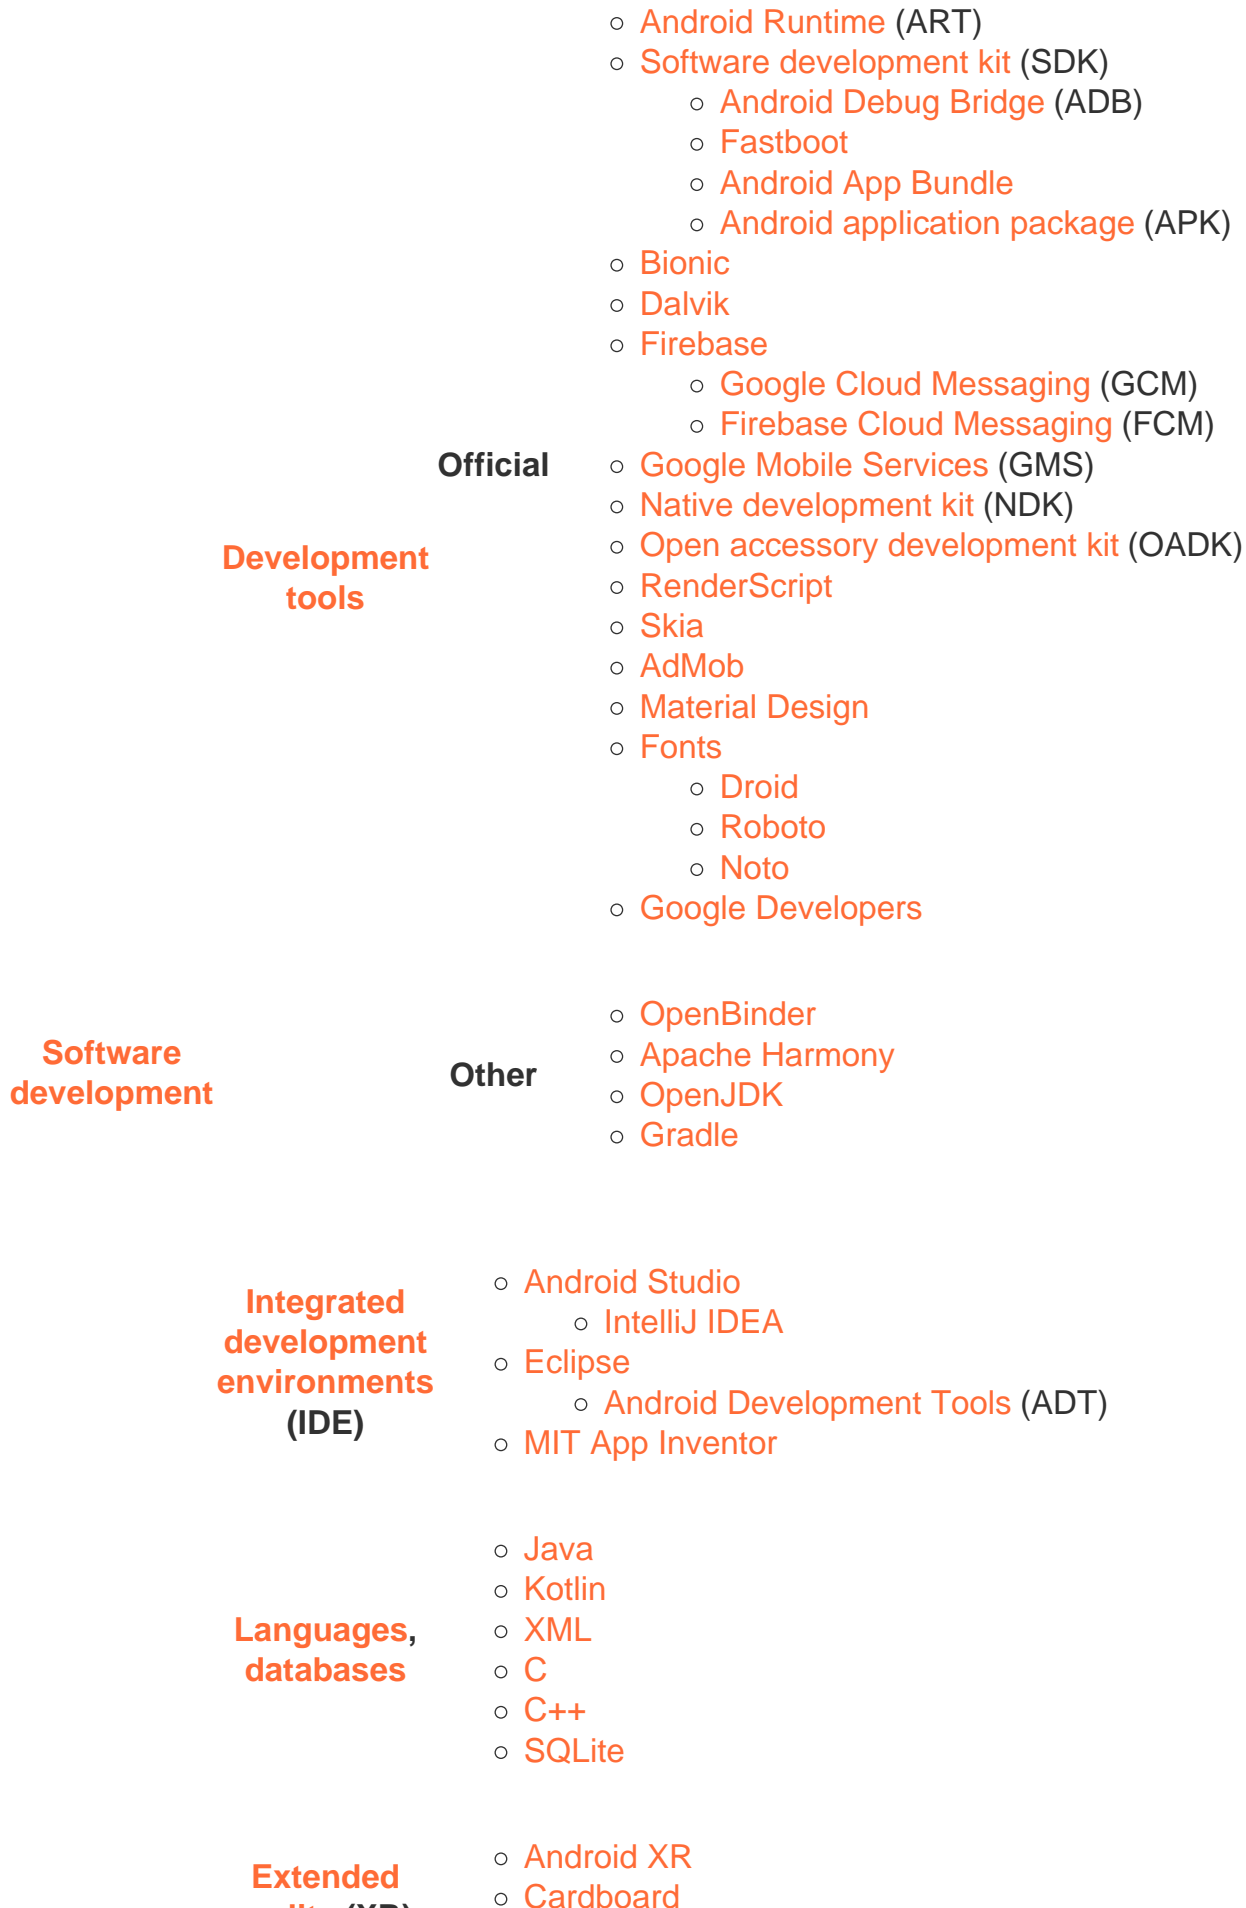 Software
development
Development
tools
Official
Android Runtime (ART)
Software development kit (SDK)
Android Debug Bridge (ADB)
Fastboot
Android App Bundle
Android application package (APK)
Bionic
Dalvik
Firebase
Google Cloud Messaging (GCM)
Firebase Cloud Messaging (FCM)
Google Mobile Services (GMS)
Native development kit (NDK)
Open accessory development kit (OADK)
RenderScript
Skia
AdMob
Material Design
Fonts
Droid
Roboto
Noto
Google Developers
Other
OpenBinder
Apache Harmony
OpenJDK
Gradle
Integrated
development
environments
(IDE)
Android Studio
IntelliJ IDEA
Eclipse
Android Development Tools (ADT)
MIT App Inventor
Languages,
databases
Java
Kotlin
XML
C
C++
SQLite
Extended
(XR)
Android XR
Cardboard